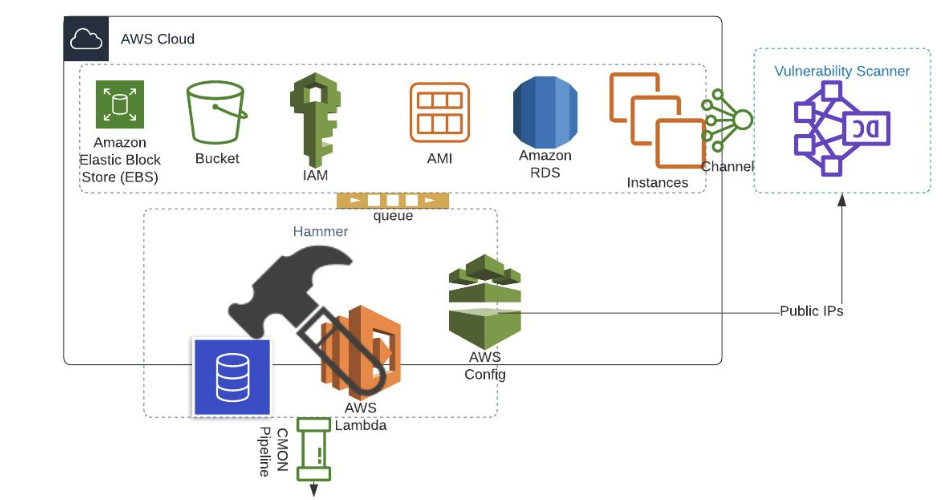 AWS Cloud
Vulnerability Scanner
Amazon
Elastic Block
Store (EBS)
Bucket
IAM
AMI
Amazon
RDS
Instances
Channel
DC
queue
Hammer
Public IPs
AWS
Config
AWS
Lambda
CMON
Pipeline